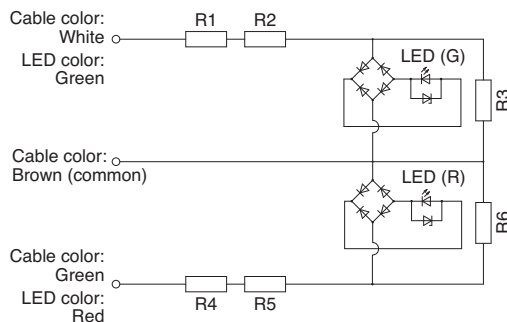 Cable color:
White
LED color:
Green
R1
R2
LED (G)
R3
Cable color:
Brown (common)
LED (R)
R6
Cable color:
Green
LED color:
Red
R4
R5